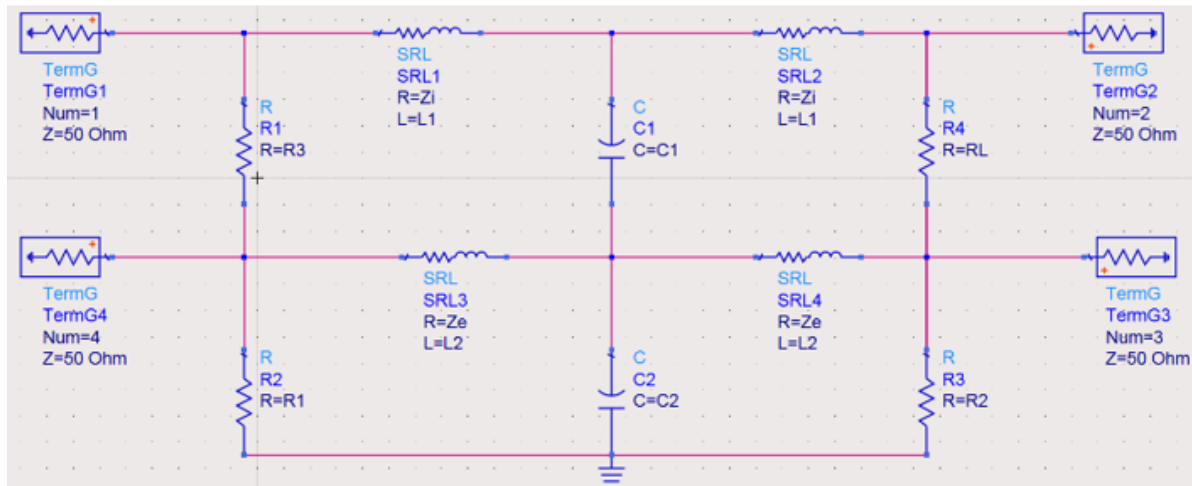 TermG
TermG1
Num=1
Z=50 Ohm
R
R1
R=R3
SRL
SRL1
R=Zi
L=L1
C
C1
C=C1
SRL
SRL2
R=Zi
L=L1
R
R4
R=RL
TermG
TermG2
Num=2
Z=50 Ohm
TermG
TermG4
Num=4
Z=50 Ohm
R
R2
R=R1
SRL
SRL3
R=Ze
L=L2
C
C2
C=C2
SRL
SRL4
R=Ze
L=L2
R
R3
R=R2
TermG
TermG3
Num=3
Z=50 Ohm